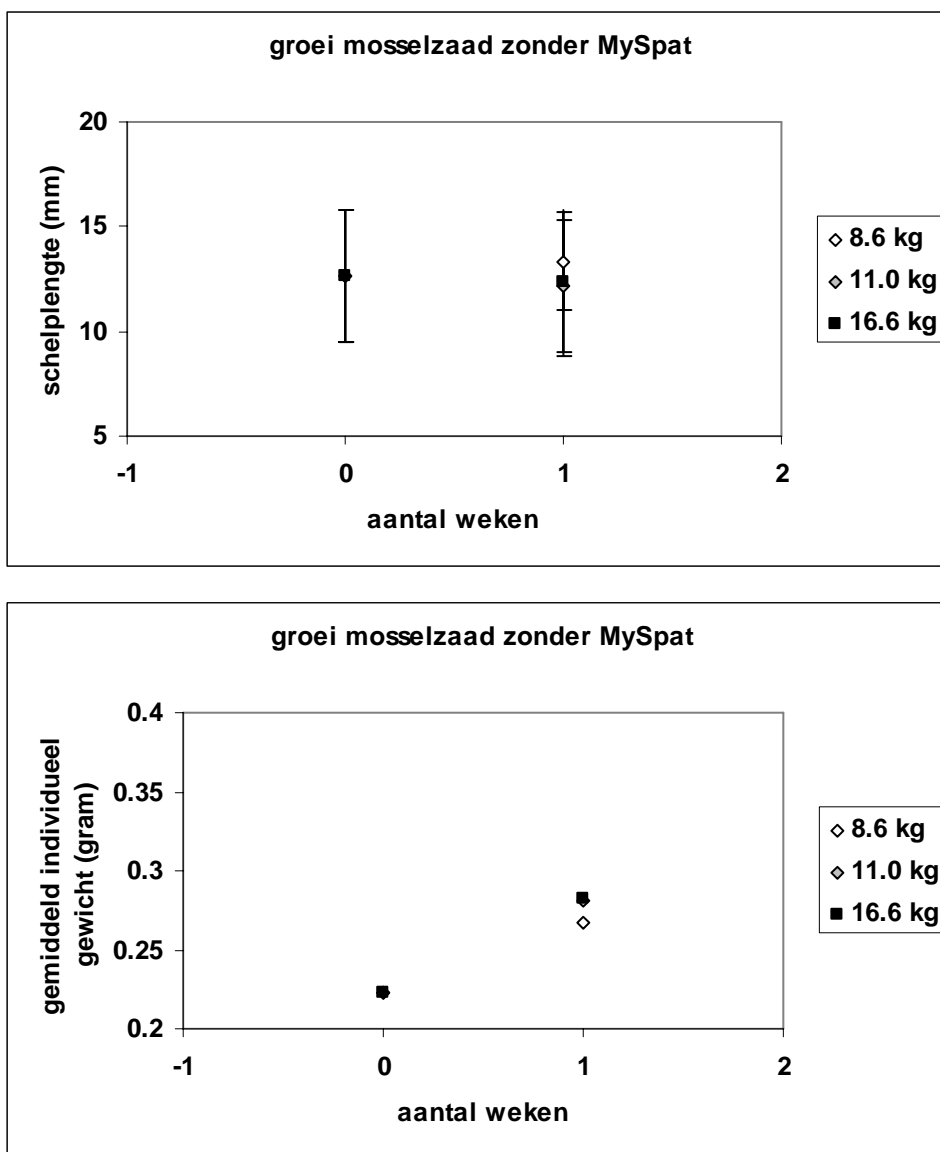 groei mosselzaad zonder MySpat
20
15
10
5
schelplengte (mm)
-1 0 1 2
aantal weken
8.6 kg
11.0 kg
16.6 kg
groei mosselzaad zonder MySpat
0.4
0.35
0.3
0.25
0.2
gemiddeld individueel
gewicht (gram)
-1 0 1 2
aantal weken
8.6 kg
11.0 kg
16.6 kg